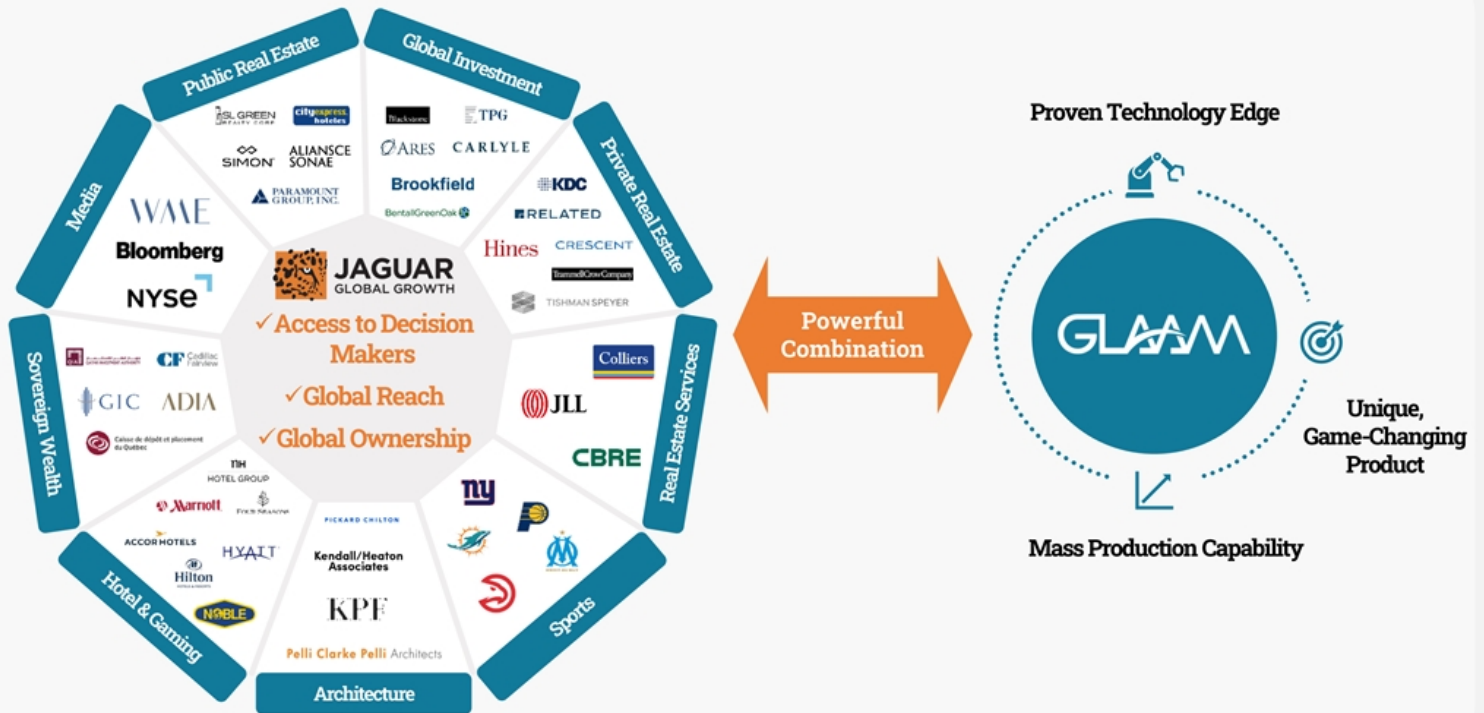 Public Real Estate
SL GREEN
REALTY CORP
cityexpress
hoteles
SIMON
ALIANSCE
SONAE
PARAMOUNT
GROUP, INC.
Global Investment
Blackstone
TPG
ARES
CARLYLE
Brookfield
BentallGreenOak
Private Real Estate
KDC
RELATED
Hines
CRESCENT
TrammellCrowCompany
TISHMAN SPEYER
Media
WME
Bloomberg
NYSE
JAGUAR
GLOBAL GROWTH
✓Access to Decision
Makers
✓Global Reach
✓Global Ownership
Sovereign Wealth
CF Cadillac
Fairview
GIC
ADIA
Caisse de dépôt et placement
du Québec
Real Estate Services
Colliers
JLL
CBRE
Hotel & Gaming
nH
HOTEL GROUP
Marriott
FOUR SEASONS
ACCOR HOTELS
HYATT
Hilton
HOTELS & RESORTS
NOBLE
Architecture
PICKARD CHILTON
Kendall/Heaton
Associates
KPF
Pelli Clarke Pelli Architects
Sports
ny
Powerful
Combination
Proven Technology Edge
GLAAM
Unique,
Game-Changing
Product
Mass Production Capability